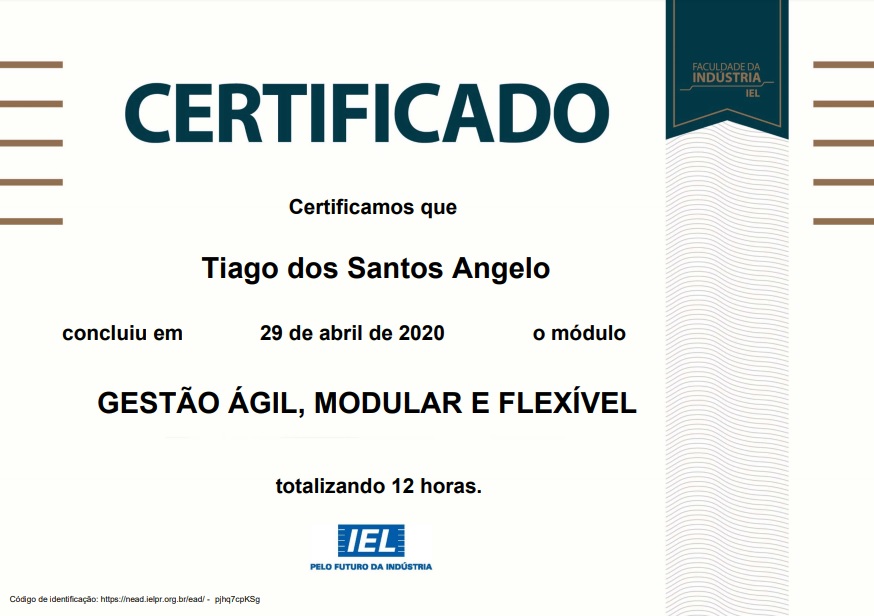 FACULDADE DA
INDÚSTRIA
IEL
CERTIFICADO
Certificamos que
Tiago dos Santos Angelo
concluiu em 29 de abril de 2020 o módulo
GESTÃO ÁGIL, MODULAR E FLEXÍVEL
totalizando 12 horas.
IEL
PELO FUTURO DA INDÚSTRIA
Código de identificação: https://nead.ielpr.org.br/ead/ - pjhq7cpKSg